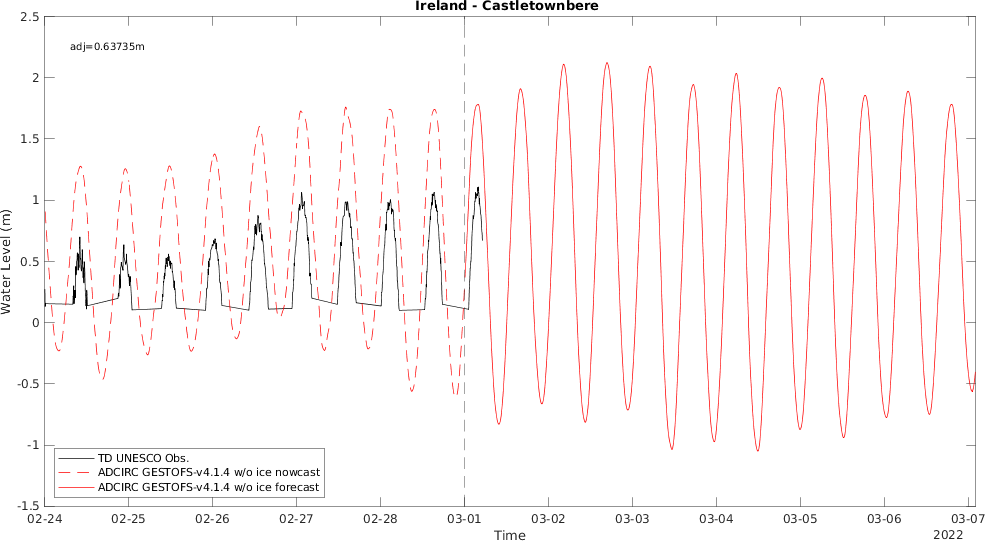 Ireland - Castletownbere
adj=0.63735m
2.5
2
1.5
1
0.5
0
-0.5
-1
-1.5
Water Level (m)
TD UNESCO Obs.
ADCIRC GESTOFS-v4.1.4 w/o ice nowcast
ADCIRC GESTOFS-v4.1.4 w/o ice forecast
02-24 02-25 02-26 02-27 02-28 03-01 03-02 03-03 03-04 03-05 03-06 03-07
Time
2022